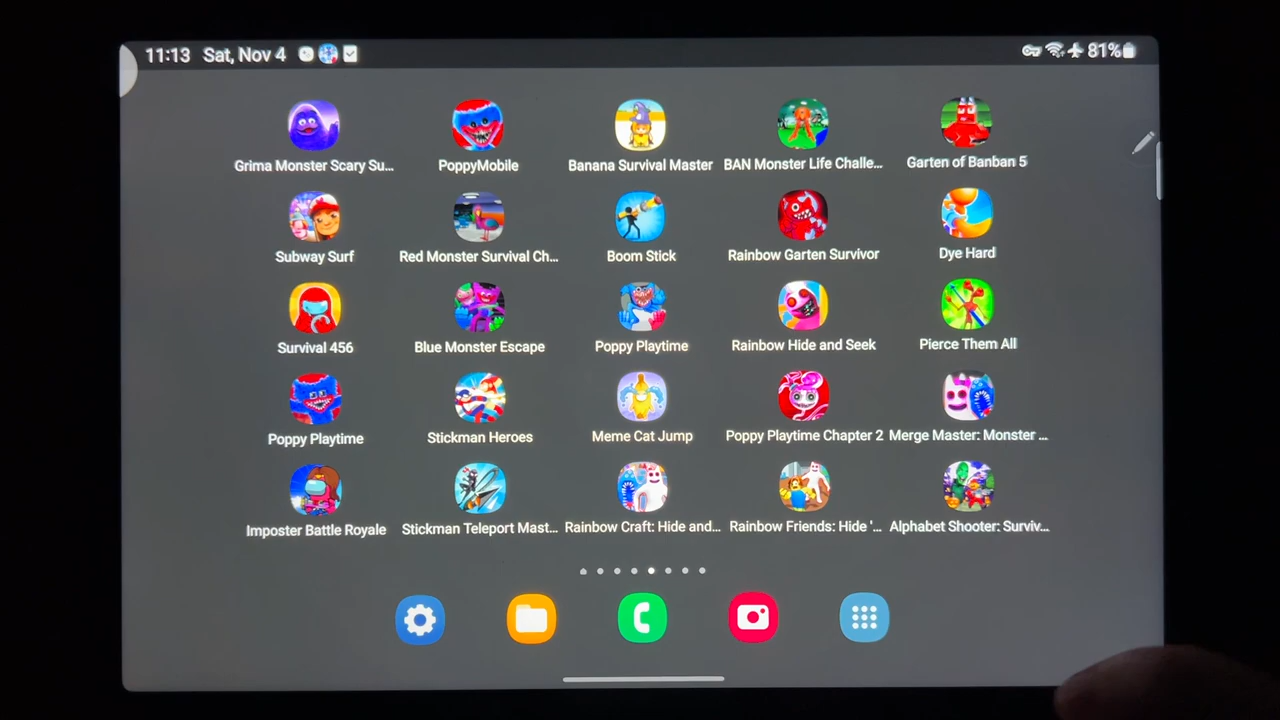 11:13 Sat, Nov 4 81%
Grima Monster Scary Su... PoppyMobile Banana Survival Master BAN Monster Life Challe... Garten of Banban 5
Subway Surf Red Monster Survival Ch... Boom Stick Rainbow Garten Survivor Dye Hard
Survival 456 Blue Monster Escape Poppy Playtime Rainbow Hide and Seek Pierce Them All
Poppy Playtime Stickman Heroes Meme Cat Jump Poppy Playtime Chapter 2 Merge Master: Monster ...
Imposter Battle Royale Stickman Teleport Mast... Rainbow Craft: Hide and... Rainbow Friends: Hide '... Alphabet Shooter: Surviv...